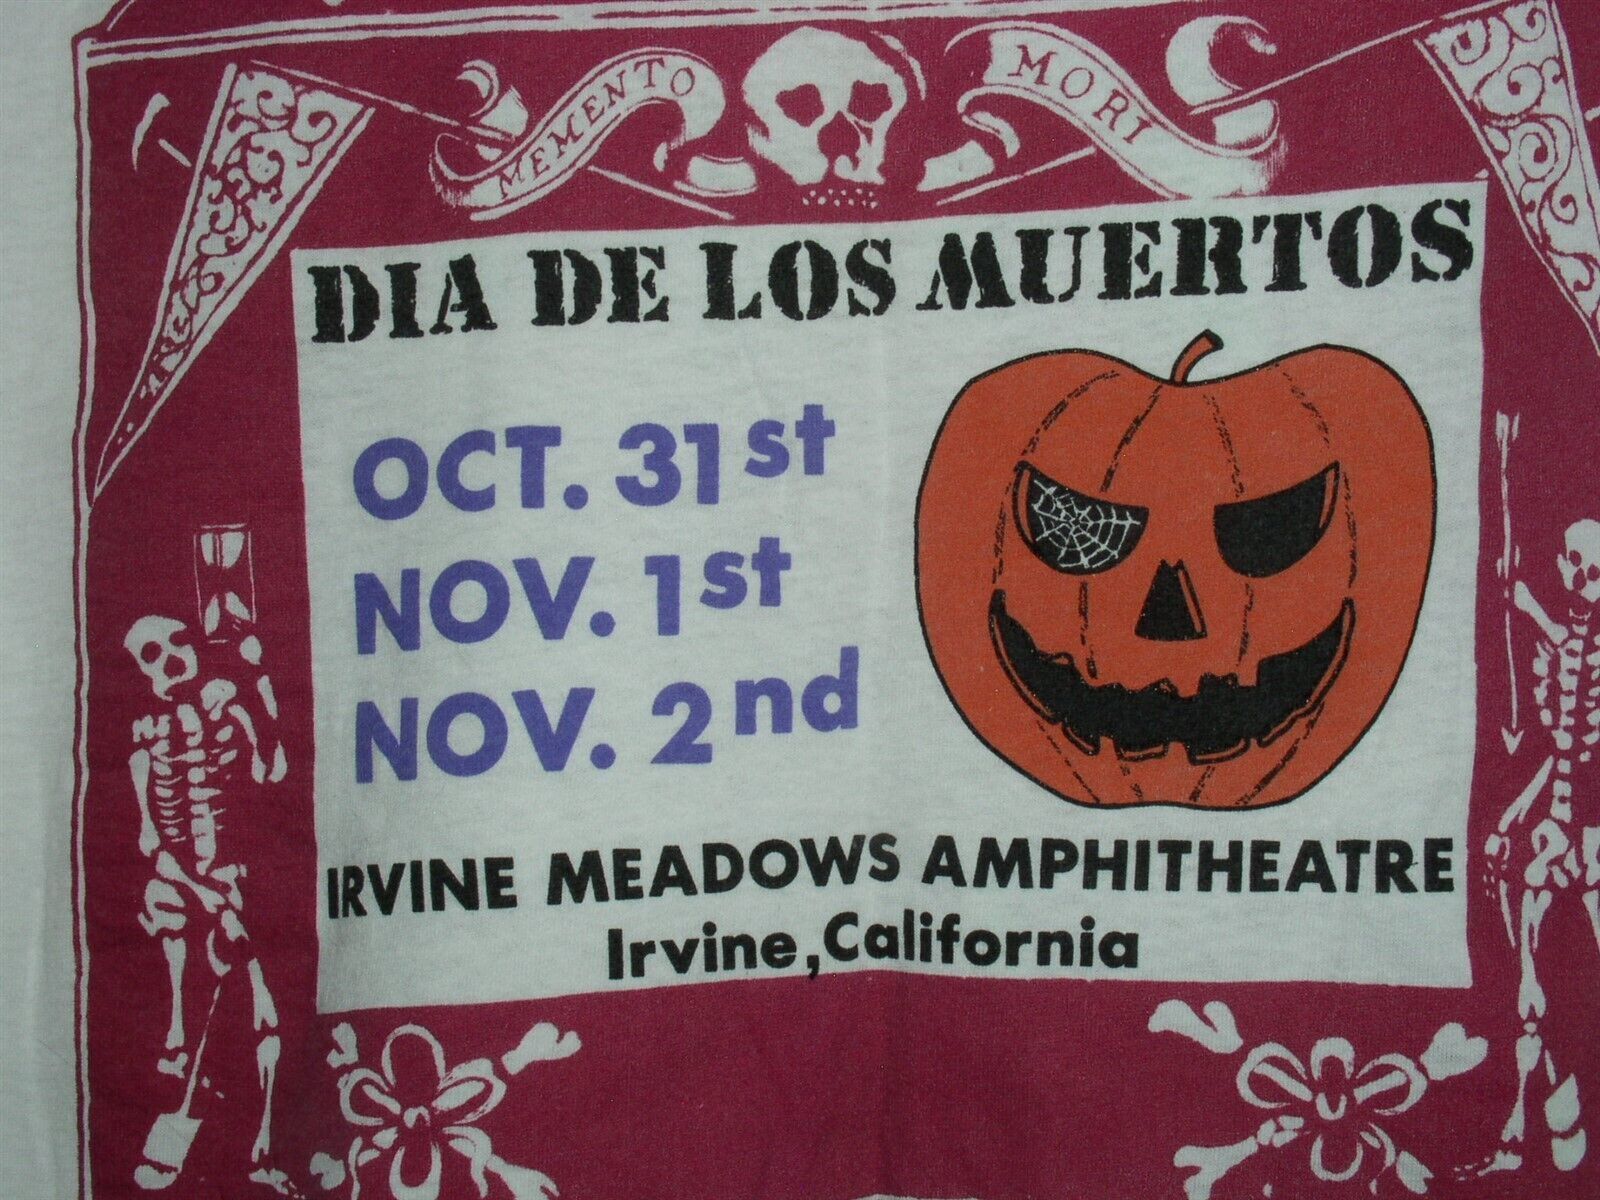 MEMENTO MORI
DIA DE LOS MUERTOS
OCT. 31st
NOV. 1st
NOV. 2nd
IRVINE MEADOWS AMPHITHEATRE
Irvine, California